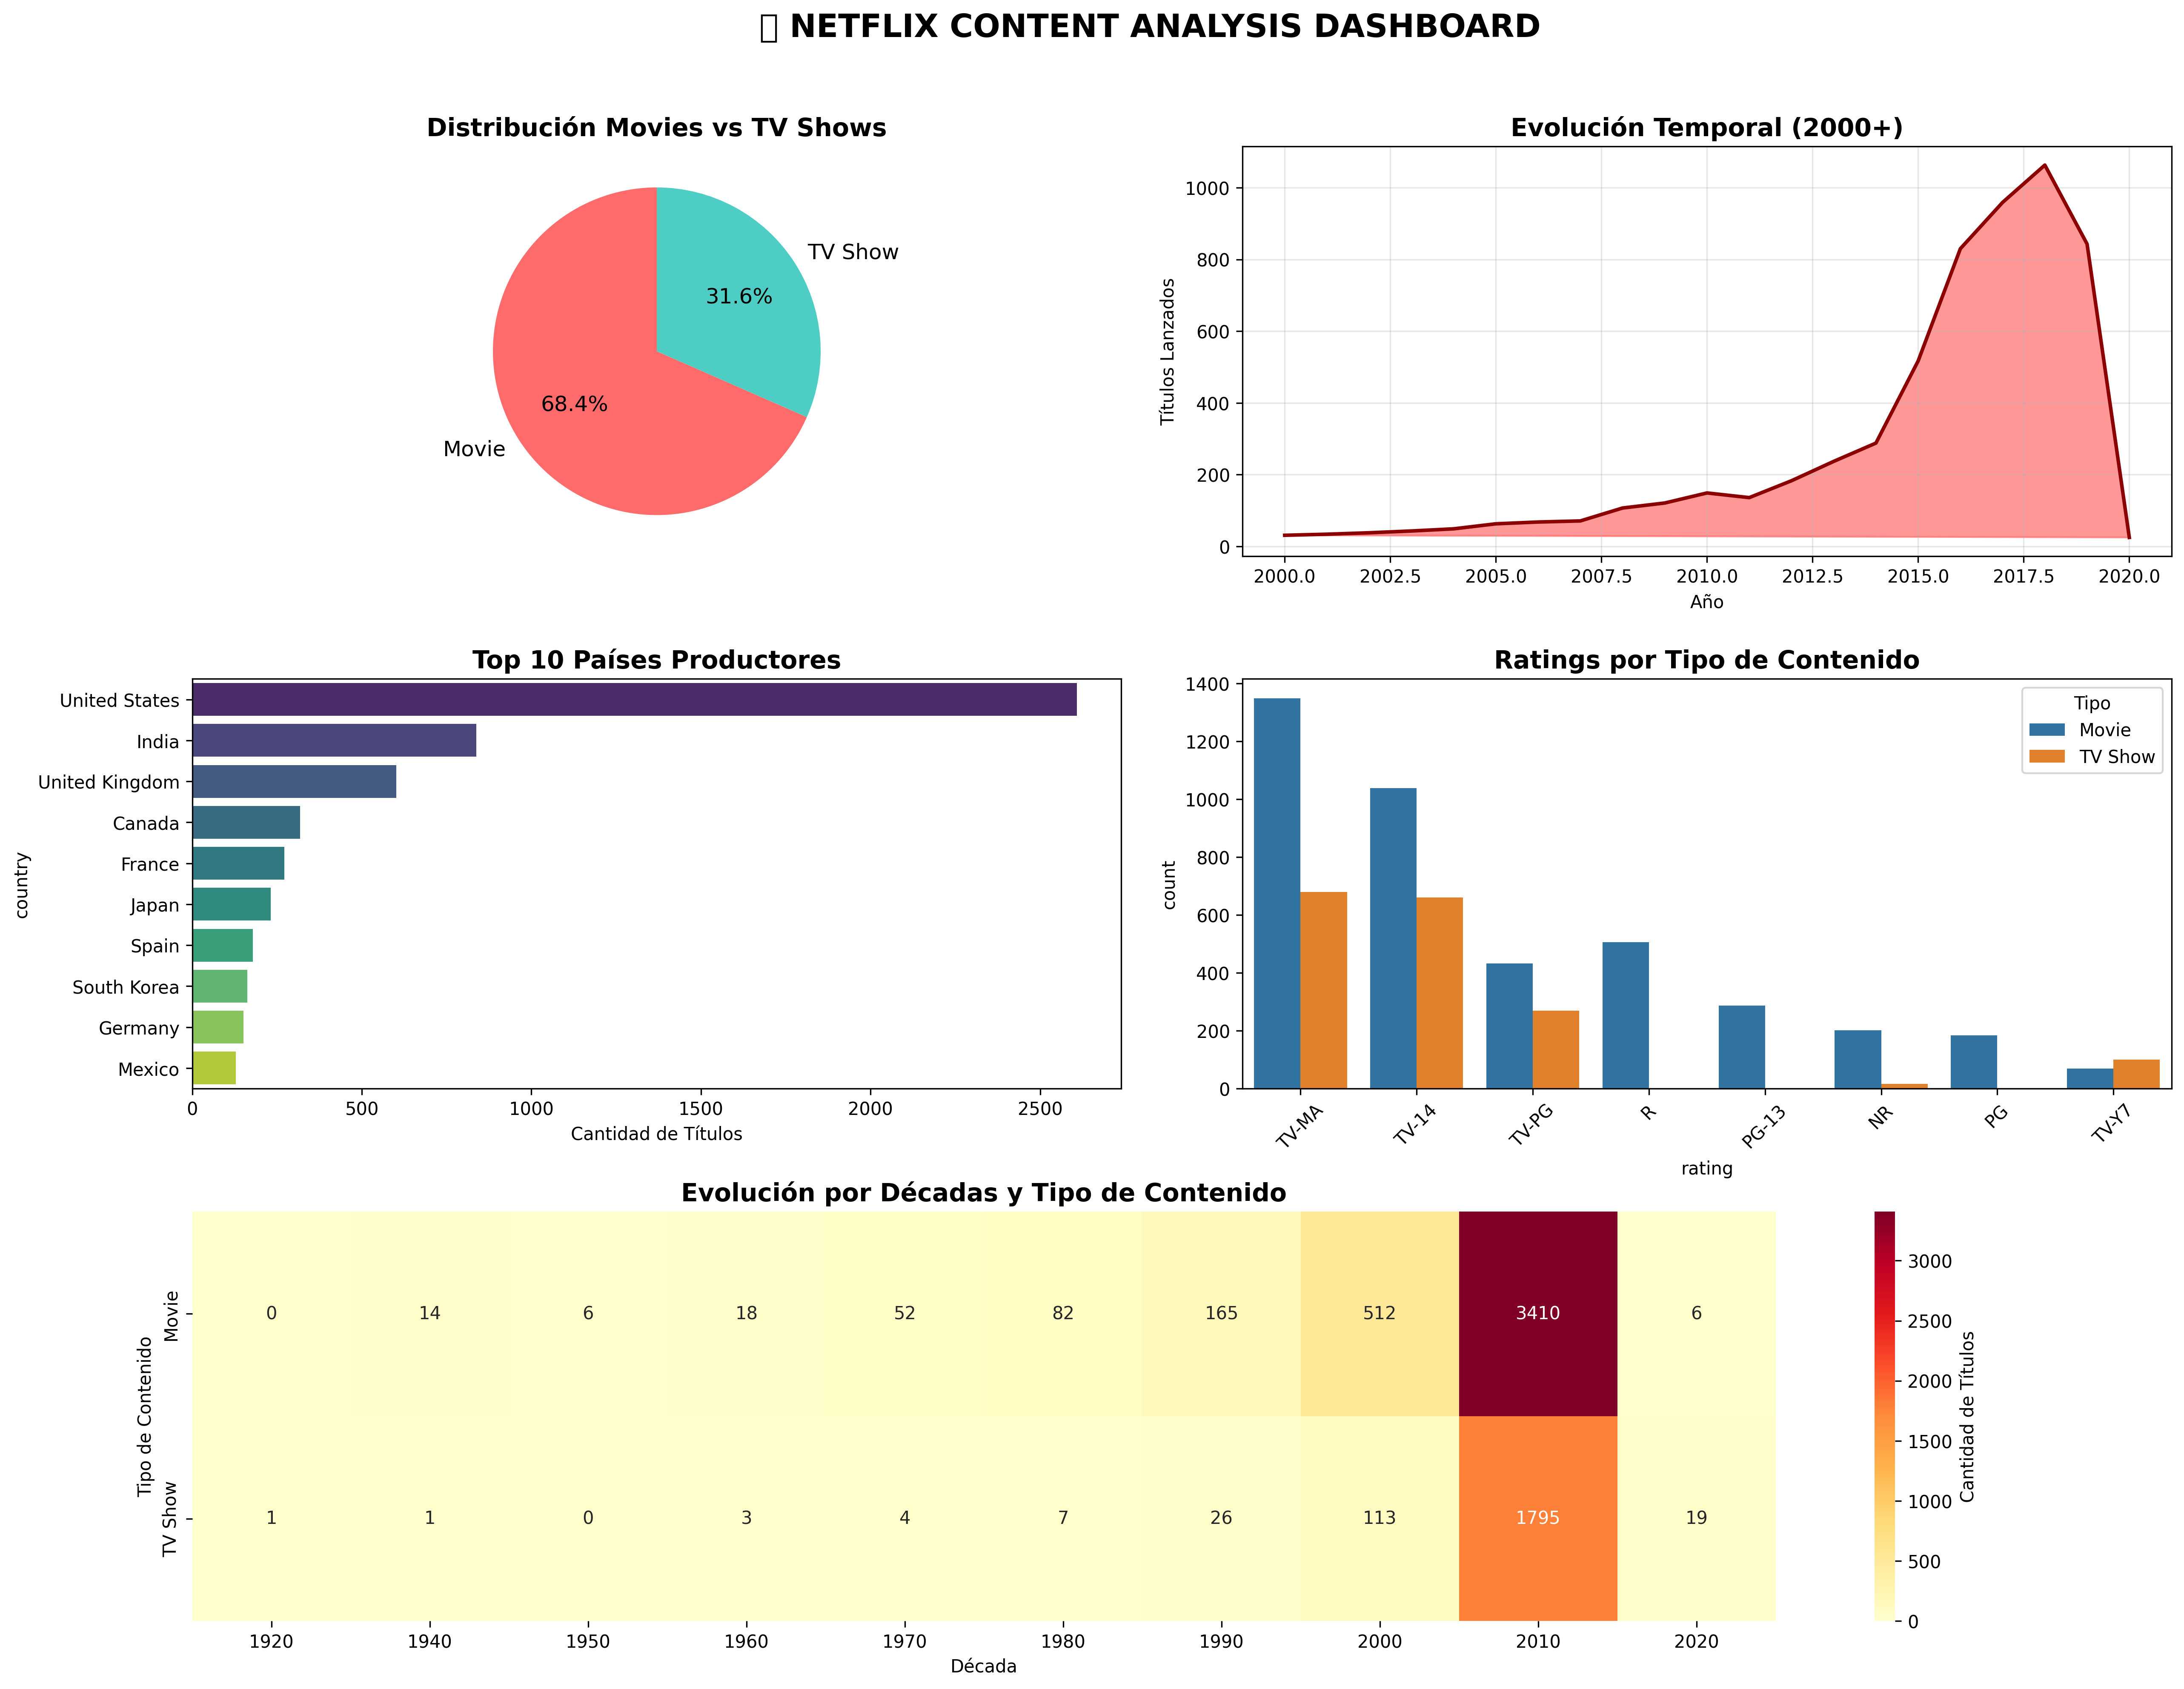 NETFLIX CONTENT ANALYSIS DASHBOARD
Distribución Movies vs TV Shows
TV Show
31.6%
68.4%
Movie
Evolución Temporal (2000+)
Títulos Lanzados
1000
800
600
400
200
0
2000.0 2002.5 2005.0 2007.5 2010.0 2012.5 2015.0 2017.5 2020.0
Año
Top 10 Países Productores
country
United States
India
United Kingdom
Canada
France
Japan
Spain
South Korea
Germany
Mexico
0 500 1000 1500 2000 2500
Cantidad de Títulos
Ratings por Tipo de Contenido
count
1400
1200
1000
800
600
400
200
0
Tipo
Movie
TV Show
TV-MA TV-14 TV-PG R PG-13 NR PG TV-Y7
rating
Evolución por Décadas y Tipo de Contenido
Tipo de Contenido
Movie
0 14 6 18 52 82 165 512 3410 6
TV Show
1 1 0 3 4 7 26 113 1795 19
1920 1940 1950 1960 1970 1980 1990 2000 2010 2020
Década
3000
2500
2000
1500
1000
500
0
Cantidad de Títulos